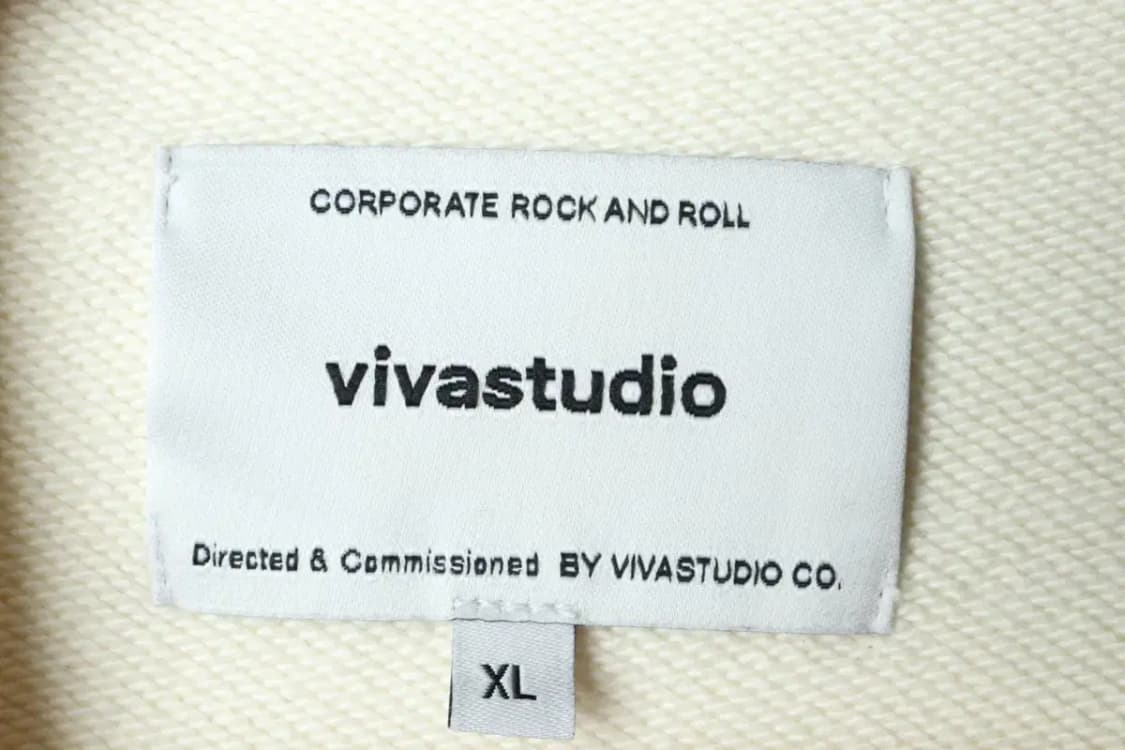 CORPORATE ROCK AND ROLL
vivastudio
Directed & Commissioned BY VIVASTUDIO CO.
XL